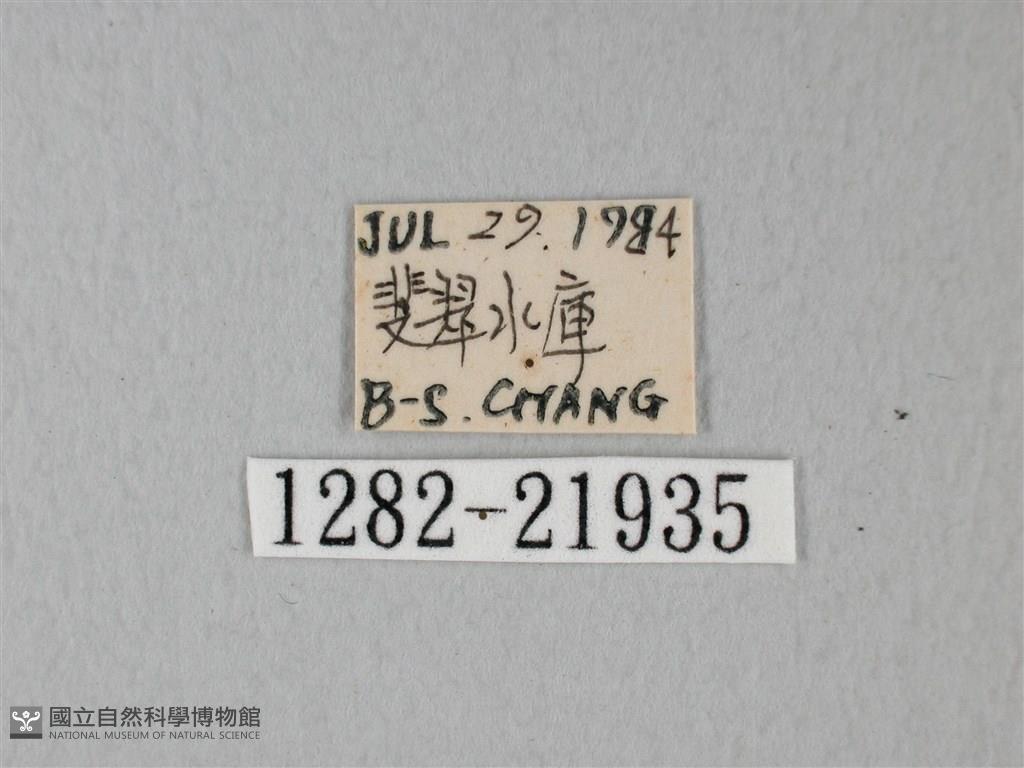 JUL 29. 1984
翡翠水庫
B-S. CHANG
1282-21935
國立自然科學博物館
NATIONAL MUSEUM OF NATURAL SCIENCE